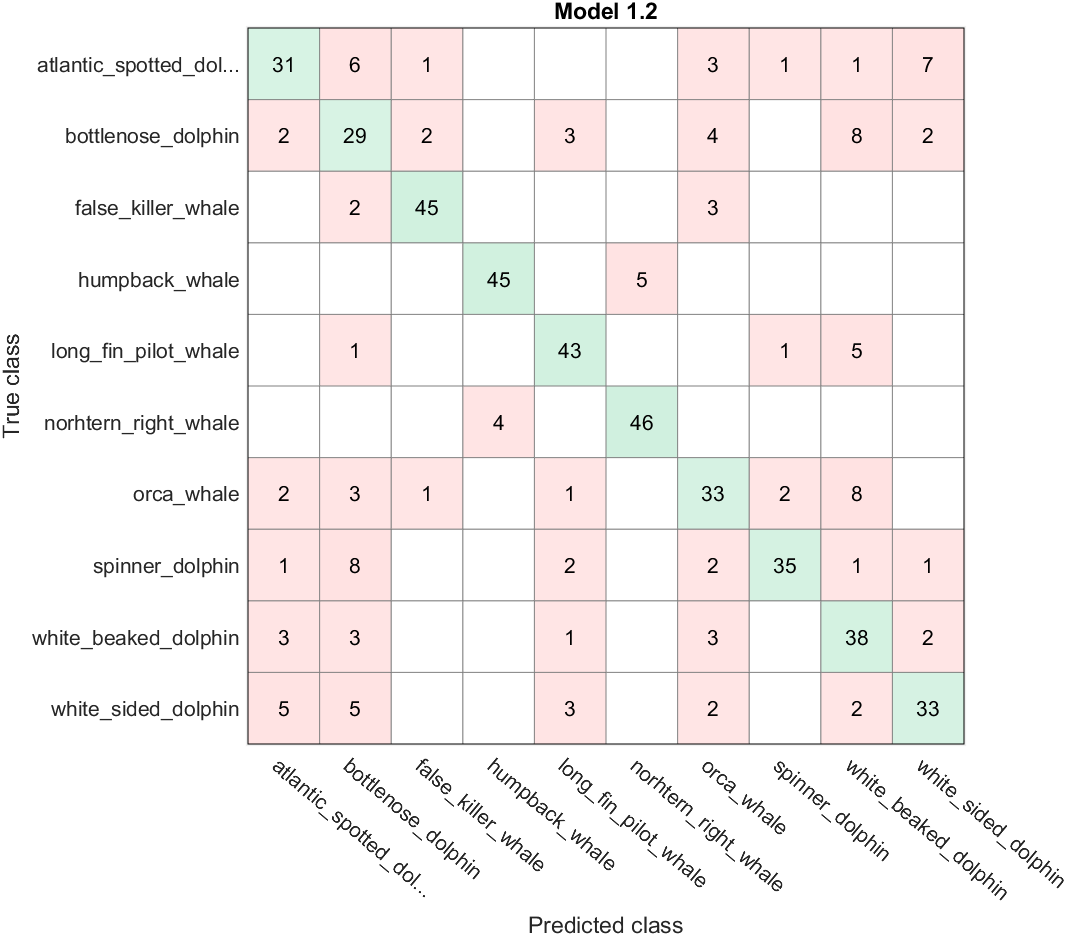 Model 1.2
atlantic_spotted_dol... 31 6 1 3 1 1 7
bottlenose_dolphin 2 29 2 3 4 8 2
false_killer_whale 2 45 3
humpback_whale 45 5
long_fin_pilot_whale 1 43 1 5
norhtern_right_whale 4 46
orca_whale 2 3 1 1 33 2 8
spinner_dolphin 1 8 2 2 35 1 1
white_beaked_dolphin 3 3 1 3 38 2
white_sided_dolphin 5 5 3 2 2 33
True class
atlantic_spotted_dol...
bottlenose_dolphin
false_killer_whale
humpback_whale
long_fin_pilot_whale
norhtern_right_whale
orca_whale
spinner_dolphin
white_beaked_dolphin
white_sided_dolphin
Predicted class